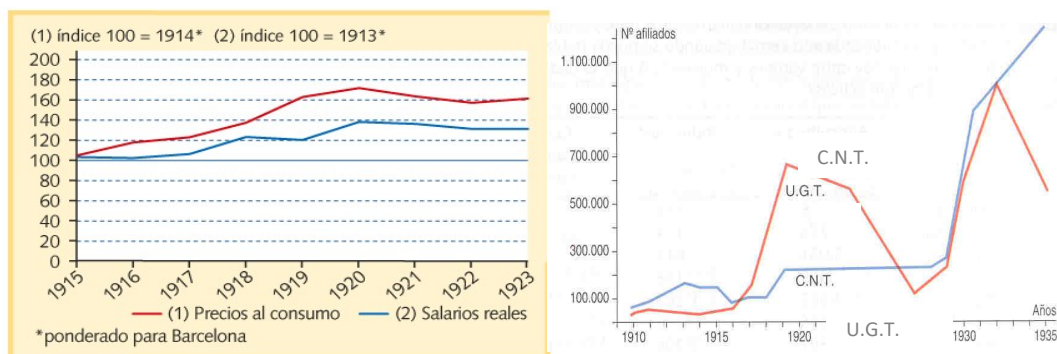 (1) índice 100 = 1914* (2) índice 100 = 1913*
200
180
160
140
120
100
80
60
40
20
0
1915 1916 1917 1918 1919 1920 1921 1922 1923
(1) Precios al consumo (2) Salarios reales
*ponderado para Barcelona
Nº afiliados
1.100.000
900.000
700.000
500.000
300.000
100.000
C.N.T.
U.G.T.
C.N.T.
U.G.T.
Años
1910 1915 1920 1930 1935